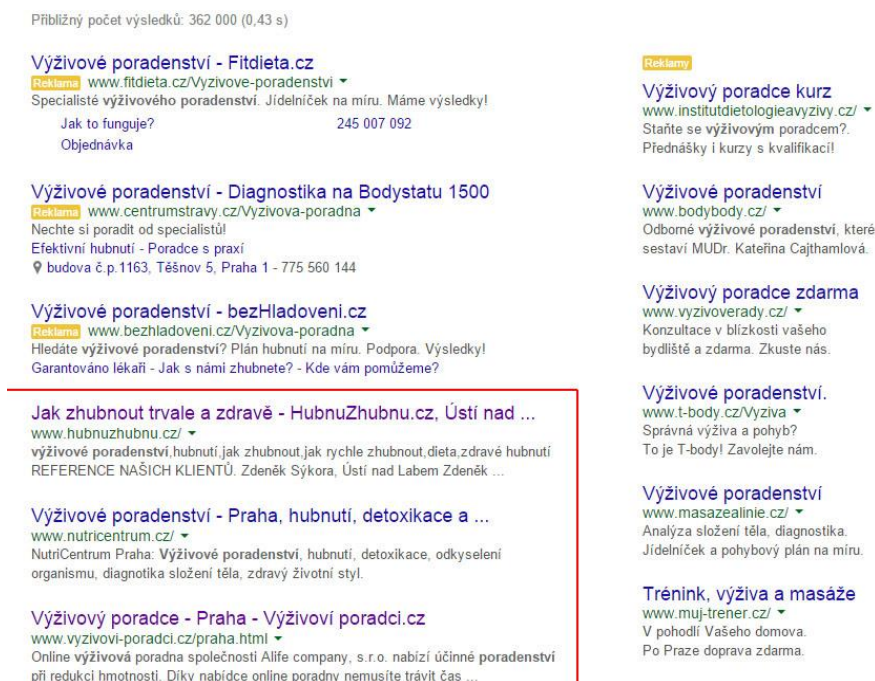 Přibližný počet výsledků: 362 000 (0,43 s)
Výživové poradenství - Fitdieta.cz
Reklama www.fitdieta.cz/Vyzivove-poradenstvi
Specialisté výživového poradenství. Jídelníček na míru. Máme výsledky!
Jak to funguje? 245 007 092
Objednávka
Výživové poradenství - Diagnostika na Bodystatu 1500
Reklama www.centrumstravy.cz/Vyzivova-poradna
Nechte si poradit od specialistů!
Efektivní hubnutí - Poradce s praxí
budova č.p.1163, Těšnov 5, Praha 1 - 775 560 144
Výživové poradenství - bezHladoveni.cz
Reklama www.bezhladoveni.cz/Vyzivova-poradna
Hledáte výživové poradenství? Plán hubnutí na míru. Podpora. Výsledky!
Garantováno lékaři - Jak s námi zhubnete? - Kde vám pomůžeme?
Jak zhubnout trvale a zdravě - HubnuZhubnu.cz, Ústí nad ...
www.hubnuzhubnu.cz/
výživové poradenství,hubnutí,jak zhubnout,jak rychle zhubnout,dieta,zdravé hubnutí
REFERENCE NAŠICH KLIENTŮ. Zdeněk Sýkora, Ústí nad Labem Zdeněk ...
Výživové poradenství - Praha, hubnutí, detoxikace a ...
www.nutricentrum.cz/
NutriCentrum Praha: Výživové poradenství, hubnutí, detoxikace, odkyselení
organismu, diagnotika složení těla, zdravý životní styl.
Výživový poradce - Praha - Výživoví poradci.cz
www.vyzivovi-poradci.cz/praha.html
Online výživová poradna společnosti Alife company, s.r.o. nabízí účinné poradenství
při redukci hmotnosti. Díky nabídce online poradny nemusíte trávit čas ...
Reklamy
Výživový poradce kurz
www.institutdietologieavyzivy.cz/
Staňte se výživovým poradcem?.
Přednášky i kurzy s kvalifikací!
Výživové poradenství
www.bodybody.cz/
Odborné výživové poradenství, které
sestaví MUDr. Kateřina Cajthamlová.
Výživový poradce zdarma
www.vyzivoverady.cz/
Konzultace v blízkosti vašeho
bydliště a zdarma. Zkuste nás.
Výživové poradenství.
www.t-body.cz/Vyziva
Správná výživa a pohyb?
To je T-body! Zavolejte nám.
Výživové poradenství
www.masazealinie.cz/
Analýza složení těla, diagnostika.
Jídelníček a pohybový plán na míru.
Trénink, výživa a masáže
www.muj-trener.cz/
V pohodlí Vašeho domova.
Po Praze doprava zdarma.